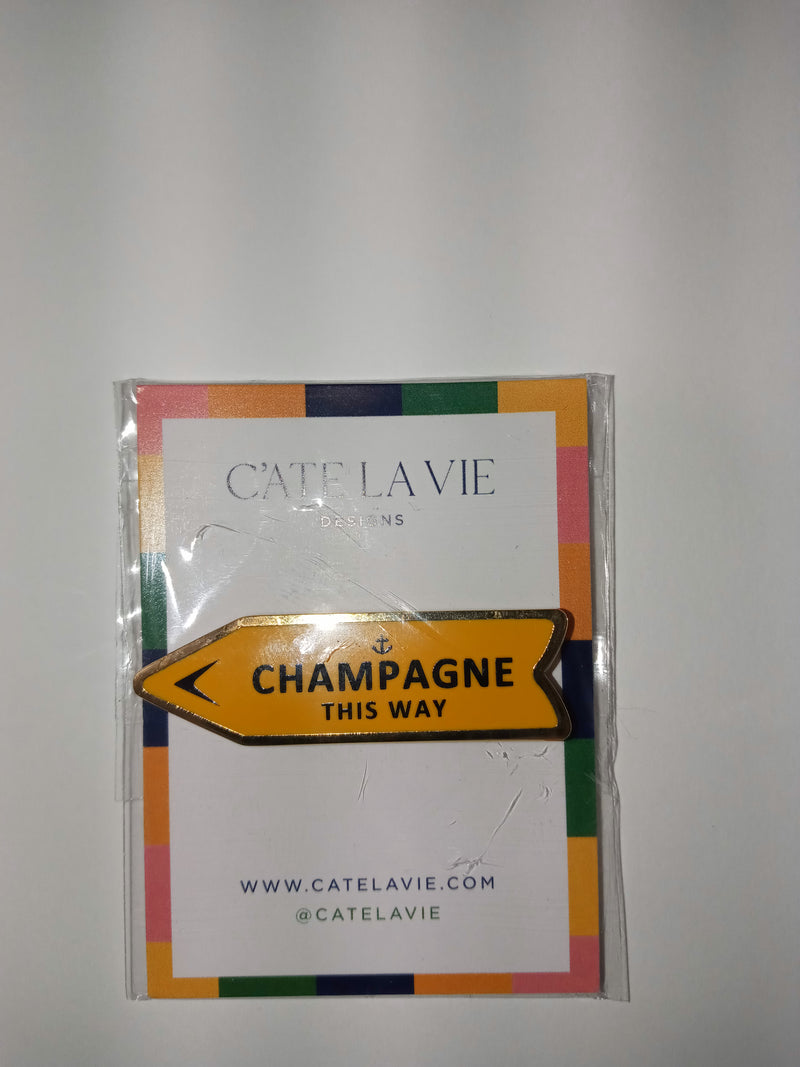 C'ATE LA VIE
DESIGNS
CHAMPAGNE
THIS WAY
WWW.CATELAVIE.COM
@CATELAVIE